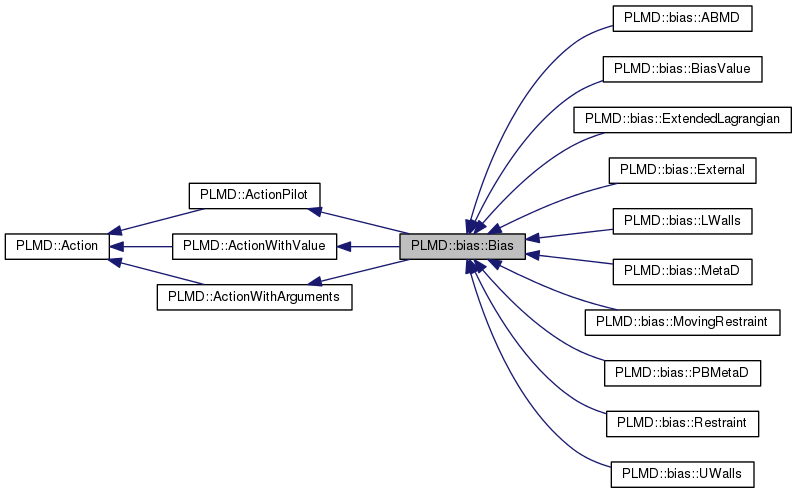 PLMD::Action
PLMD::ActionPilot
PLMD::ActionWithValue
PLMD::ActionWithArguments
PLMD::bias::Bias
PLMD::bias::ABMD
PLMD::bias::BiasValue
PLMD::bias::ExtendedLagrangian
PLMD::bias::External
PLMD::bias::LWalls
PLMD::bias::MetaD
PLMD::bias::MovingRestraint
PLMD::bias::PBMetaD
PLMD::bias::Restraint
PLMD::bias::UWalls